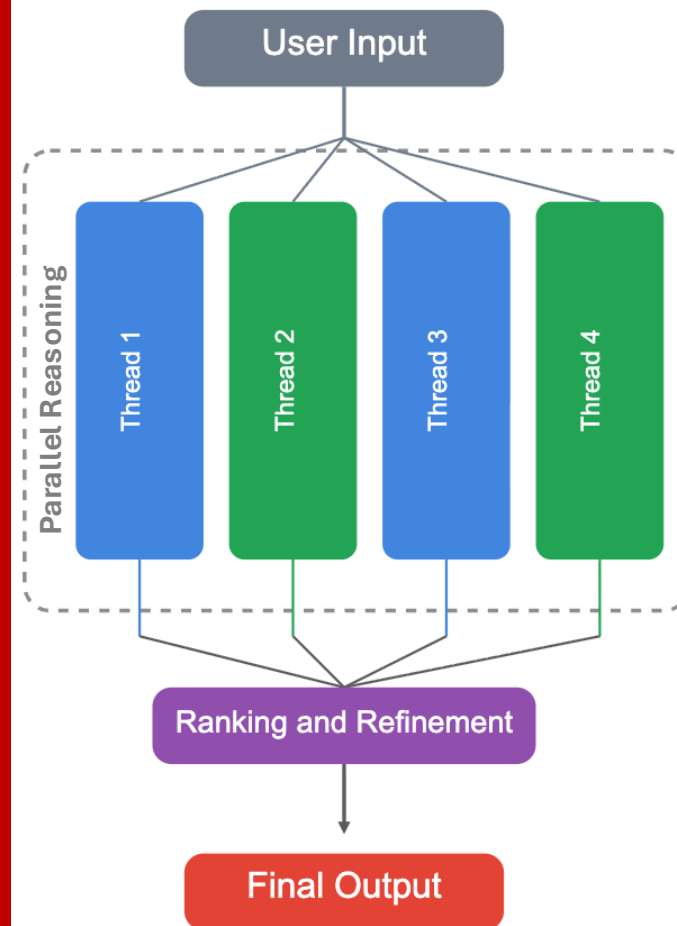 User Input
Parallel Reasoning
Thread 1
Thread 2
Thread 3
Thread 4
Ranking and Refinement
Final Output